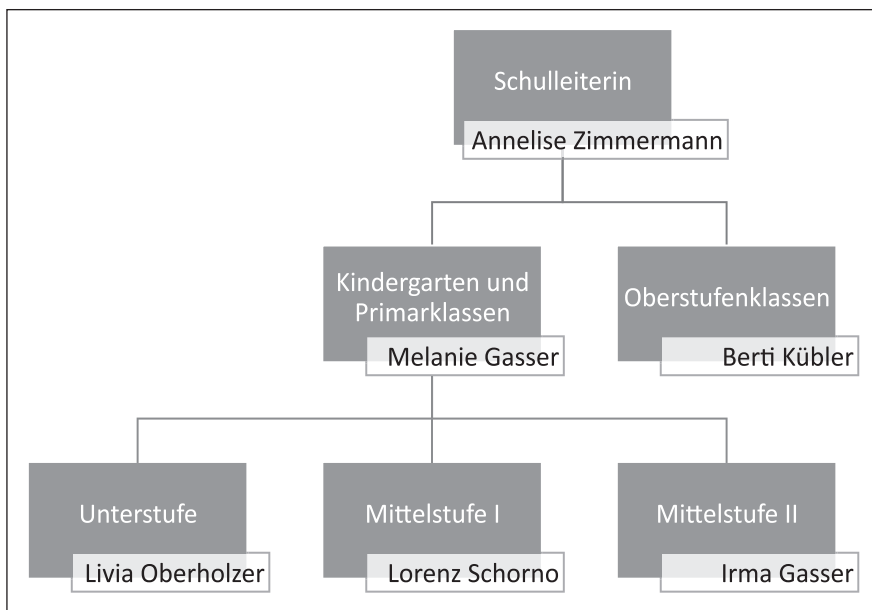 Schulleiterin
Annelise Zimmermann
Kindergarten und
Primarklassen
Melanie Gasser
Oberstufenklassen
Berti Kübler
Unterstufe
Livia Oberholzer
Mittelstufe I
Lorenz Schorno
Mittelstufe II
Irma Gasser